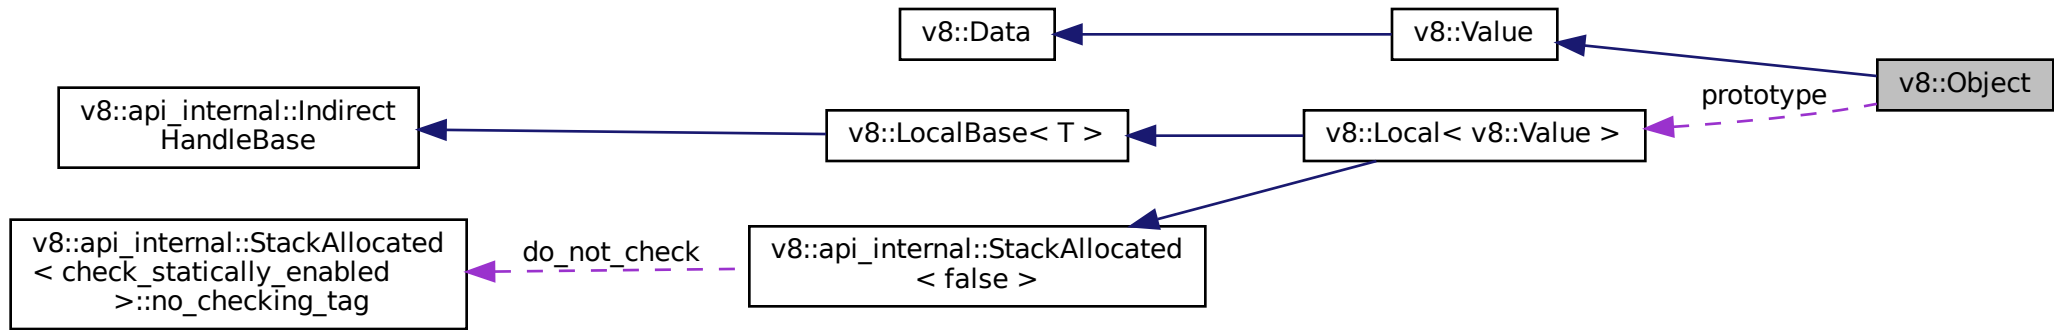 v8::Data
v8::Value
v8::Object
prototype
v8::api_internal::Indirect
HandleBase
v8::LocalBase< T >
v8::Local< v8::Value >
v8::api_internal::StackAllocated
< check_statically_enabled
>::no_checking_tag
do_not_check
v8::api_internal::StackAllocated
< false >